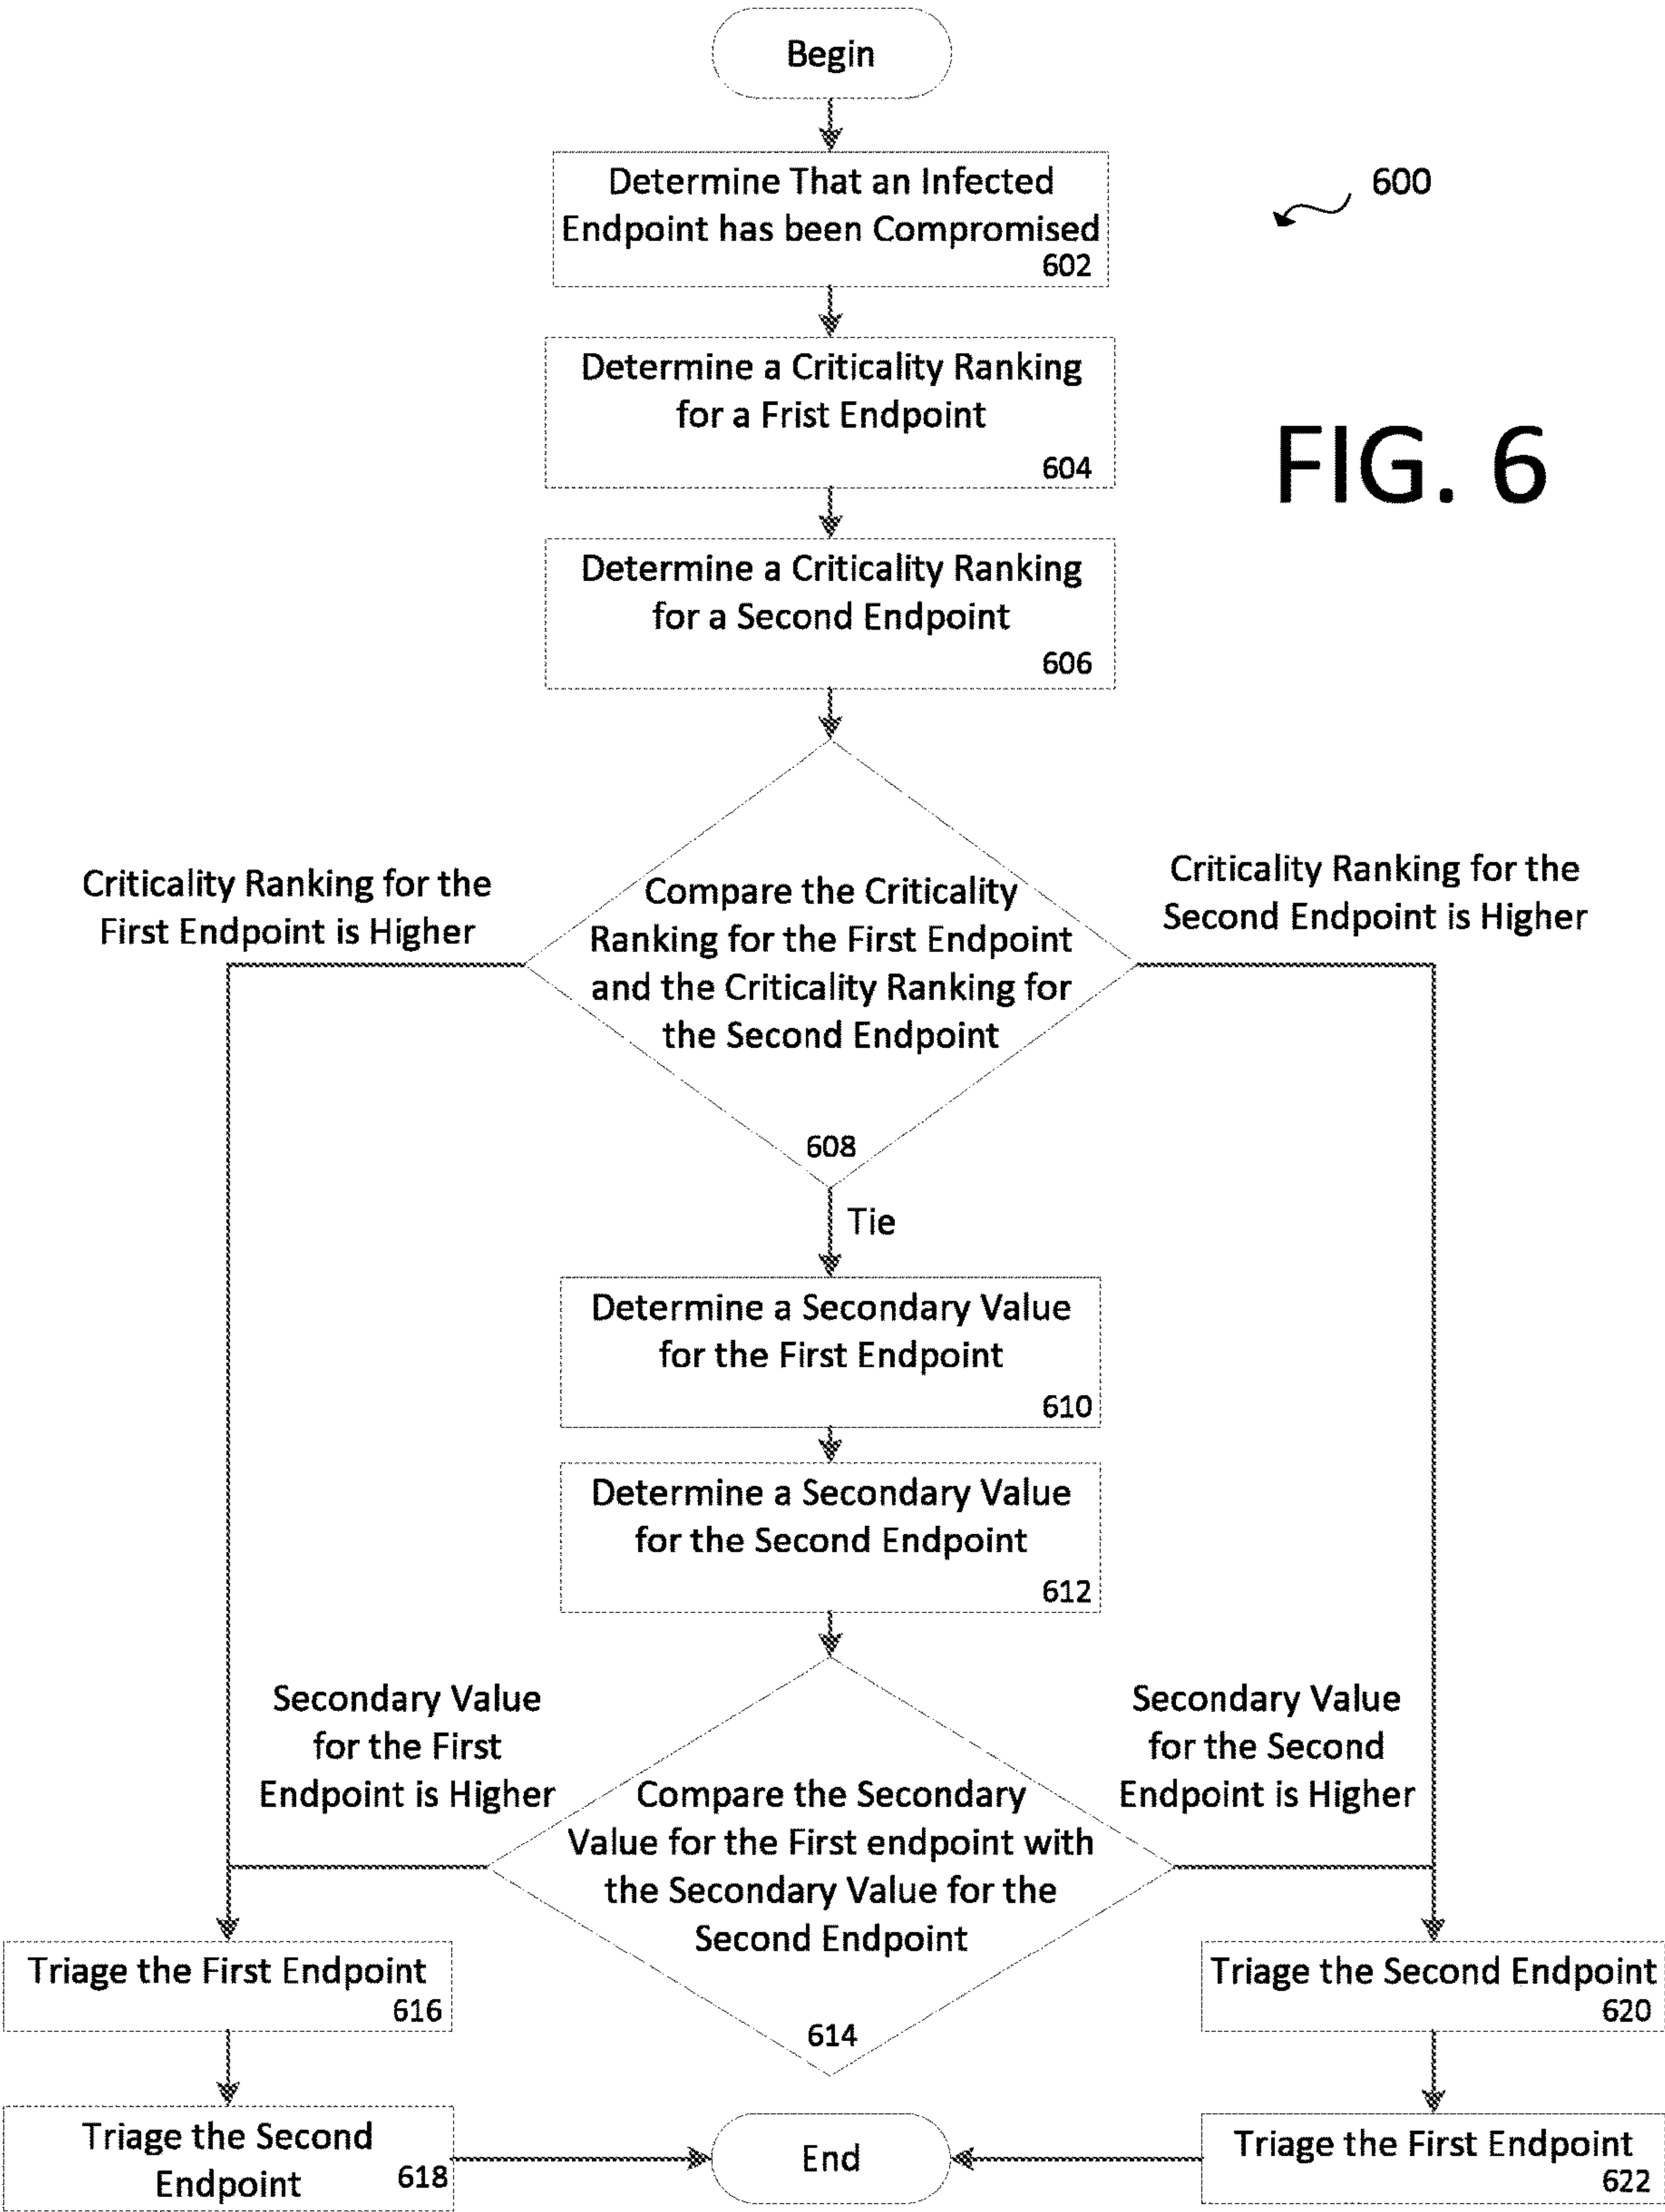 Begin
Determine That an Infected
Endpoint has been Compromised
602
600
Determine a Criticality Ranking
for a Frist Endpoint
604
FIG. 6
Determine a Criticality Ranking
for a Second Endpoint
606
Criticality Ranking for the
First Endpoint is Higher
Compare the Criticality
Ranking for the First Endpoint
and the Criticality Ranking for
the Second Endpoint
608
Criticality Ranking for the
Second Endpoint is Higher
Tie
Determine a Secondary Value
for the First Endpoint
610
Determine a Secondary Value
for the Second Endpoint
612
Secondary Value
for the First
Endpoint is Higher
Compare the Secondary
Value for the First endpoint with
the Secondary Value for the
Second Endpoint
614
Secondary Value
for the Second
Endpoint is Higher
Triage the First Endpoint
616
Triage the Second Endpoint
620
Triage the Second
Endpoint
618
End
Triage the First Endpoint
622